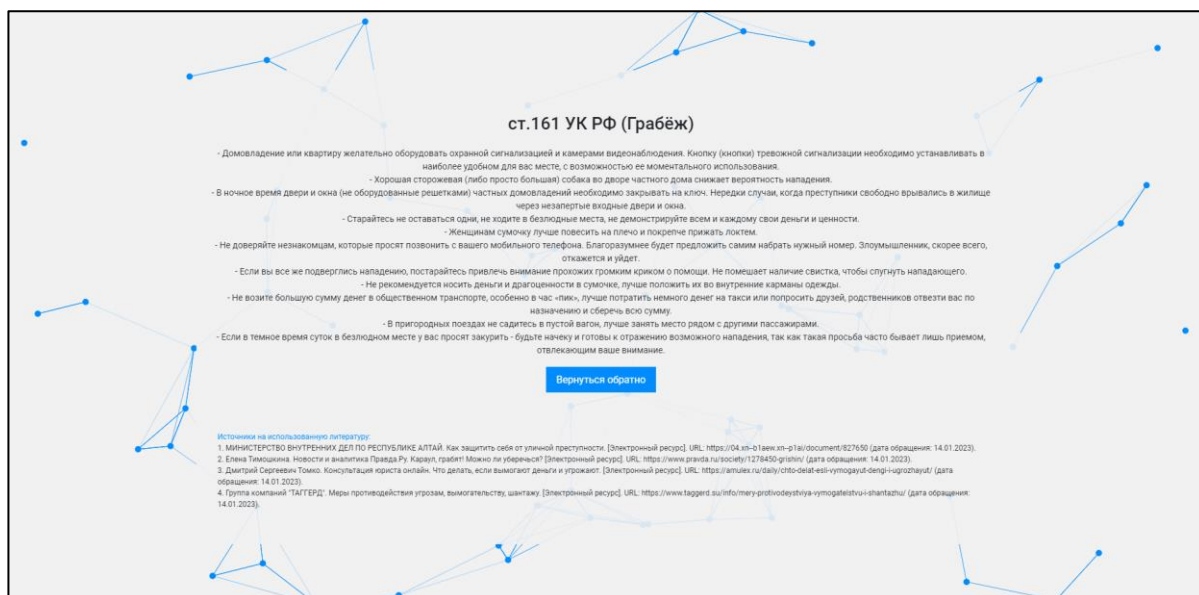 ст.161 УК РФ (Грабёж)
- Домовладение или квартиру желательно оборудовать охранной сигнализацией и камерами видеонаблюдения. Кнопку (кнопки) тревожной сигнализации необходимо устанавливать в
наиболее удобном для вас месте, с возможностью ее моментального использования.
- Хорошая сторожевая (либо просто большая) собака во дворе частного дома снижает вероятность нападения.
- В ночное время двери и окна (не оборудованные решетками) частных домовладений необходимо закрывать на ключ. Нередки случаи, когда преступники свободно врывались в жилище
через незапертые входные двери и окна.
- Старайтесь не оставаться одни, не ходите в безлюдные места, не демонстрируйте всем и каждому свои деньги и ценности.
- Женщинам сумочку лучше повесить на плечо и покрепче прижать локтем.
- Не доверяйте незнакомцам, которые просят позвонить с вашего мобильного телефона. Благоразумнее будет предложить самим набрать нужный номер. Злоумышленник, скорее всего,
откажется и уйдет.
- Если вы все же подверглись нападению, постарайтесь привлечь внимание прохожих громким криком о помощи. Не помешает наличие свистка, чтобы спугнуть нападающего.
- Не рекомендуется носить деньги и драгоценности в сумочке, лучше положить их во внутренние карманы одежды.
- Не возите большую сумму денег в общественном транспорте, особенно в час «пик», лучше потратить немного денег на такси или попросить друзей, родственников отвезти вас по
назначению и сберечь всю сумму.
- В пригородных поездах не садитесь в пустой вагон, лучше занять место рядом с другими пассажирами.
- Если в темное время суток в безлюдном месте у вас просят закурить - будьте начеку и готовы к отражению возможного нападения, так как такая просьба часто бывает лишь приемом,
отвлекающим ваше внимание.
Вернуться обратно
Источники на использованную литературу:
1. МИНИСТЕРСТВО ВНУТРЕННИХ ДЕЛ ПО РЕСПУБЛИКЕ АЛТАЙ. Как защитить себя от уличной преступности. [Электронный ресурс]. URL: https://04.xn--b1aew.xn--p1ai/document/827650 (дата обращения: 14.01.2023).
2. Елена Тимошкина. Новости и аналитика Правда.Ру. Караул, грабят! Можно ли уберечься? [Электронный ресурс]. URL: https://www.pravda.ru/society/1278450-grishin/ (дата обращения: 14.01.2023).
3. Дмитрий Сергеевич Томко. Консультация юриста онлайн. Что делать, если вымогают деньги и угрожают. [Электронный ресурс]. URL: https://amulex.ru/daily/chto-delat-esli-vymogayut-dengi-i-ugrozhayut/ (дата
обращения: 14.01.2023).
4. Группа компаний "ТАГГЕРД". Меры противодействия угрозам, вымогательству, шантажу. [Электронный ресурс]. URL: https://www.taggerd.su/info/mery-protivodeystviya-vymogatelstvu-i-shantazhu/ (дата обращения:
14.01.2023).